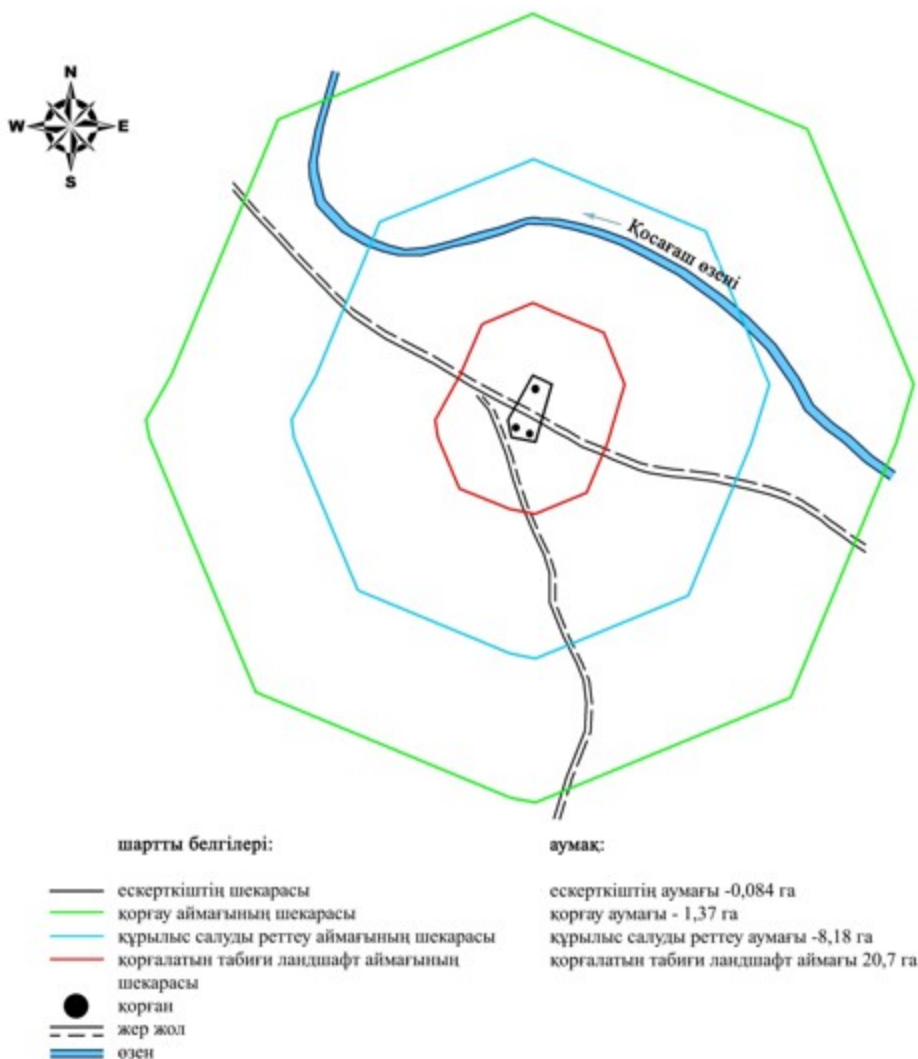 N
W E
S
Қосағаш өзені
шартты белгілері:
ескерткіштің шекарасы
қорғау аймағының шекарасы
құрылыс салуды реттеу аймағының шекарасы
қорғалатын табиғи ландшафт аймағының
шекарасы
қорған
жер жол
өзен
аумақ:
ескерткіштің аумағы -0,084 га
қорғау аумағы - 1,37 га
құрылыс салуды реттеу аумағы -8,18 га
қорғалатын табиғи ландшафт аймағы 20,7 га